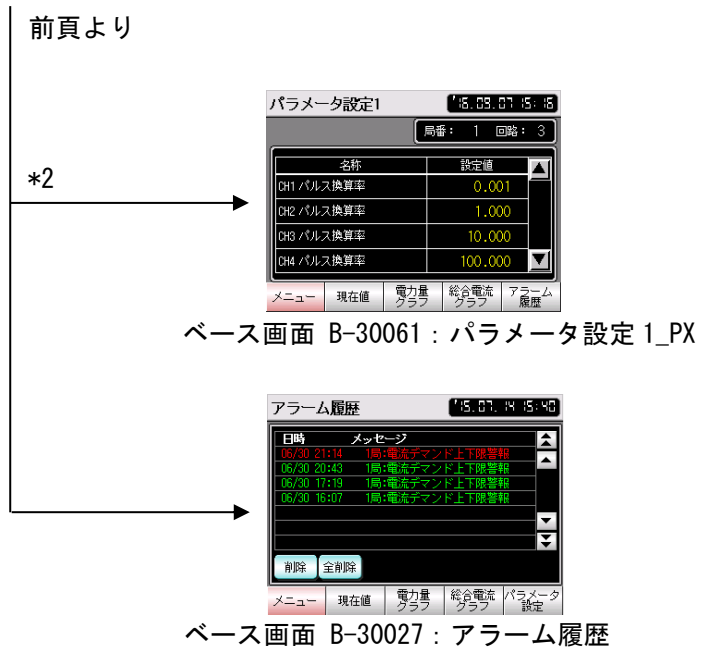 前頁より
パラメータ設定1 '15.09.07 15:15
局番： 1 回路： 3
名称 設定値
CH1 パルス換算率 0.001
CH2 パルス換算率 1.000
*2
CH3 パルス換算率 10.000
CH4 パルス換算率 100.000
メニュー 現在値 電力量グラフ 総合電流グラフ アラーム履歴
ベース画面 B-30061：パラメータ設定1_PX
アラーム履歴 '15.07.14 15:40
日時 メッセージ
06/30 21:14 1局:電流デマンド上下限警報
06/30 20:43 1局:電流デマンド上下限警報
06/30 17:19 1局:電流デマンド上下限警報
06/30 16:07 1局:電流デマンド上下限警報
削除 全削除
メニュー 現在値 電力量グラフ 総合電流グラフ パラメータ設定
ベース画面 B-30027：アラーム履歴